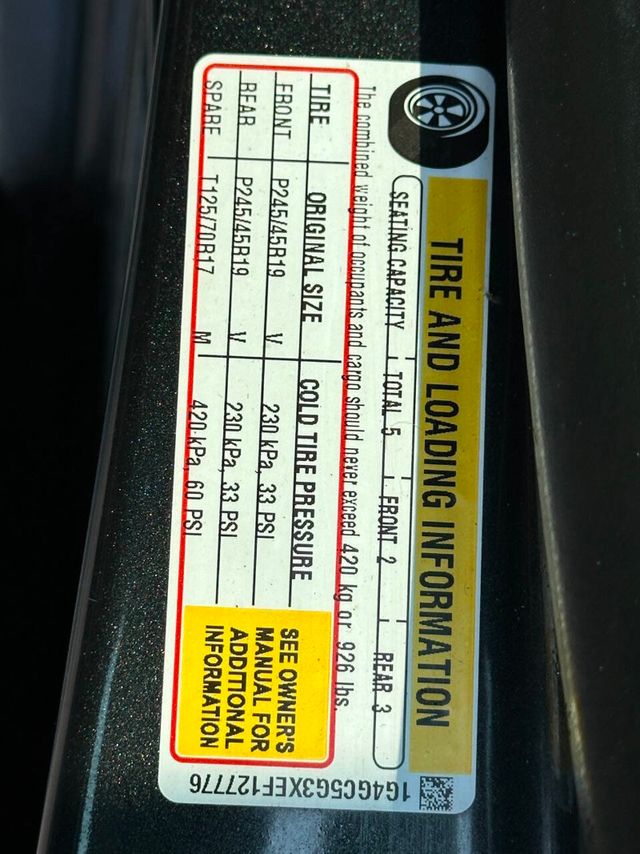 TIRE AND LOADING INFORMATION
SEATING CAPACITY TOTAL 5 FRONT 2 REAR 3
The combined weight of occupants and cargo should never exceed 420 kg or 926 lbs.
TIRE ORIGINAL SIZE COLD TIRE PRESSURE
FRONT P245/45R19 V 230 kPa, 33 PSI
REAR P245/45R19 V 230 kPa, 33 PSI
SPARE T125/70R17 M 420 kPa, 60 PSI
SEE OWNER'S
MANUAL FOR
ADDITIONAL
INFORMATION
1G4GC5G3XEF127776